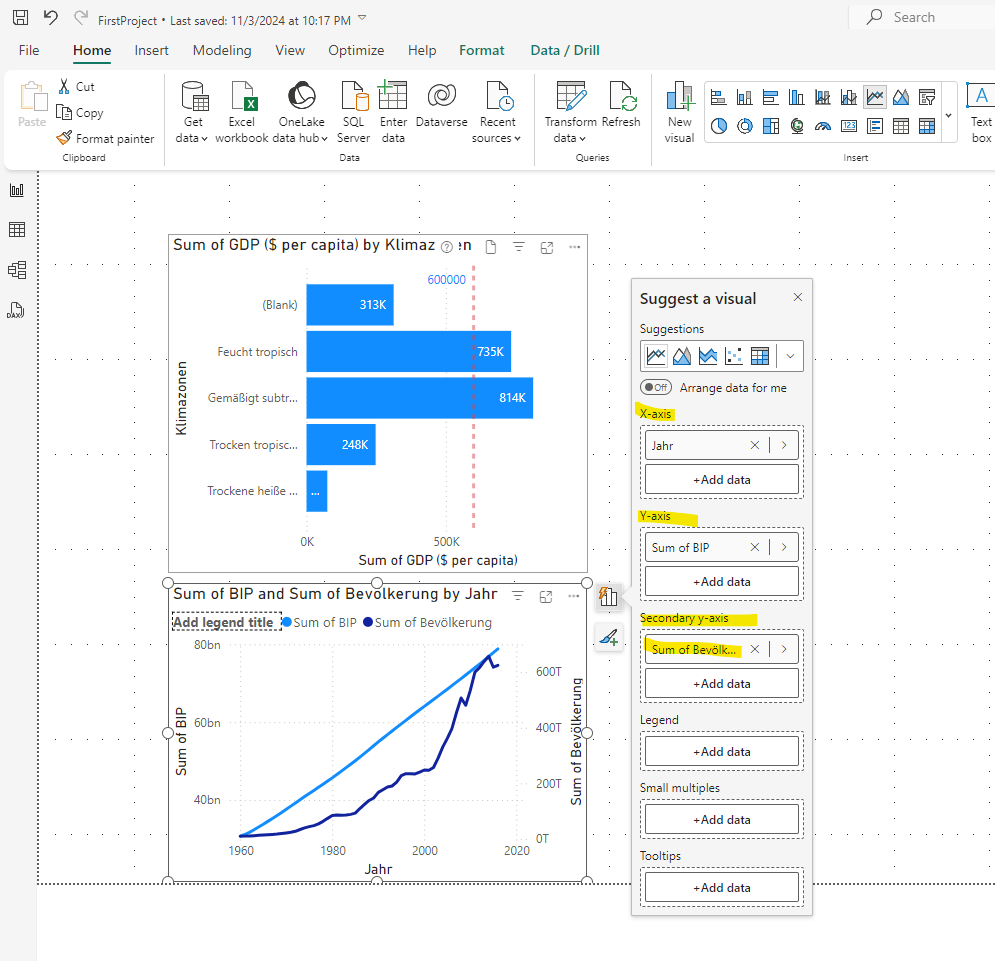 FirstProject • Last saved: 11/3/2024 at 10:17 PM
Search
File Home Insert Modeling View Optimize Help Format Data / Drill
Paste
Cut
Copy
Format painter
Clipboard
Get data
Excel workbook
OneLake data hub
SQL Server
Enter data
Dataverse
Recent sources
Data
Transform data
Refresh
Queries
New visual
123
Insert
A
Text box
DAX
Sum of GDP ($ per capita) by Klimaz en
600000
(Blank) 313K
Feucht tropisch 735K
Gemäßigt subtr... 814K
Trocken tropisc... 248K
Trockene heiße ... ...
Klimazonen
0K 500K
Sum of GDP ($ per capita)
Sum of BIP and Sum of Bevölkerung by Jahr
Add legend title Sum of BIP Sum of Bevölkerung
80bn
60bn
40bn
Sum of BIP
600T
400T
200T
0T
Sum of Bevölkerung
1960 1980 2000 2020
Jahr
Suggest a visual
Suggestions
Off Arrange data for me
X-axis
Jahr
+Add data
Y-axis
Sum of BIP
+Add data
Secondary y-axis
Sum of Bevölk...
+Add data
Legend
+Add data
Small multiples
+Add data
Tooltips
+Add data